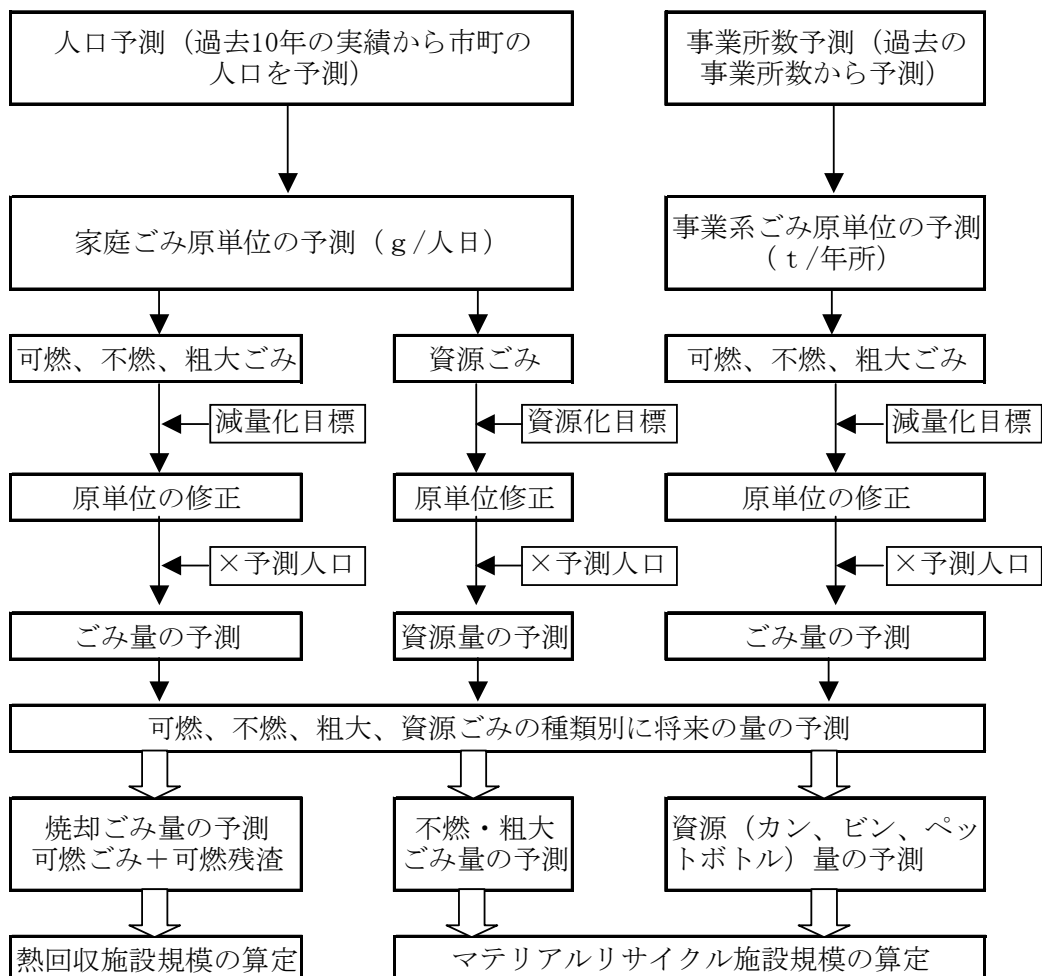 人口予測（過去10年の実績から市町の
人口を予測）
事業所数予測（過去の
事業所数から予測）
家庭ごみ原単位の予測（ｇ/人日）
事業系ごみ原単位の予測
（ｔ/年所）
可燃、不燃、粗大ごみ
資源ごみ
可燃、不燃、粗大ごみ
減量化目標
資源化目標
減量化目標
原単位の修正
原単位修正
原単位の修正
×予測人口
×予測人口
×予測人口
ごみ量の予測
資源量の予測
ごみ量の予測
可燃、不燃、粗大、資源ごみの種類別に将来の量の予測
焼却ごみ量の予測
可燃ごみ＋可燃残渣
不燃・粗大
ごみ量の予測
資源（カン、ビン、ペッ
トボトル）量の予測
熱回収施設規模の算定
マテリアルリサイクル施設規模の算定